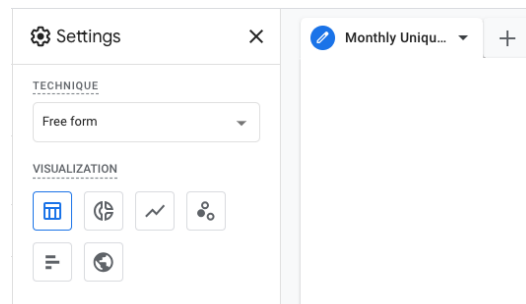 Settings
Monthly Uniqu...
TECHNIQUE
Free form
VISUALIZATION